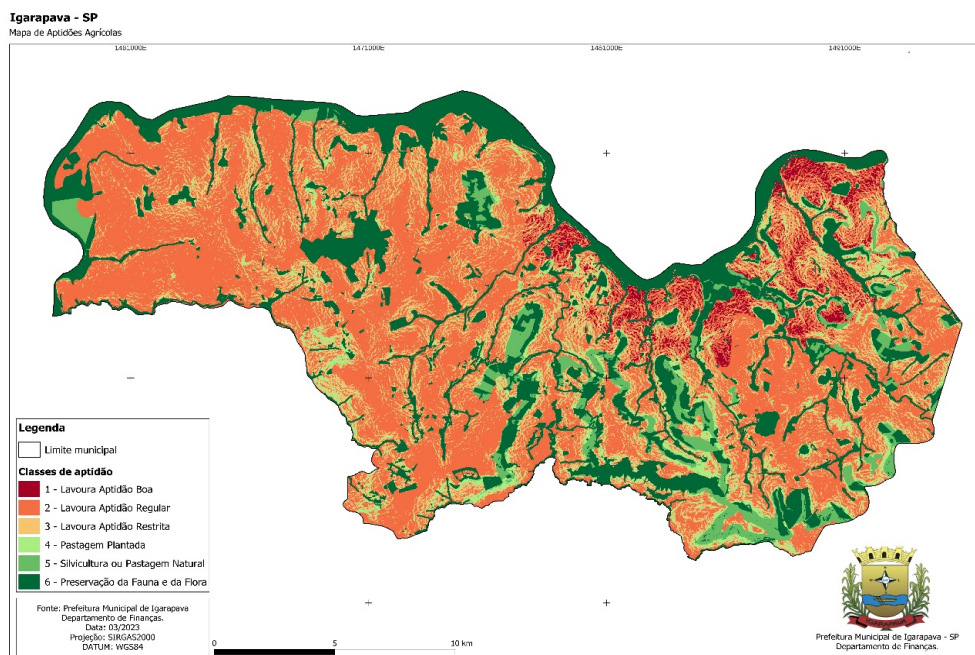 Igarapava - SP
Mapa de Aptidões Agrícolas
1461000E 1471000E 1481000E 1491000E
Legenda
Limite municipal
Classes de aptidão
1 - Lavoura Aptidão Boa
2 - Lavoura Aptidão Regular
3 - Lavoura Aptidão Restrita
4 - Pastagem Plantada
5 - Silvicultura ou Pastagem Natural
6 - Preservação da Fauna e da Flora
Fonte: Prefeitura Municipal de Igarapava
Departamento de Finanças.
Data: 03/2023
Projeção: SIRGAS2000
DATUM: WGS84
0 5 10 km
IGARAPAVA
Prefeitura Municipal de Igarapava - SP
Departamento de Finanças.